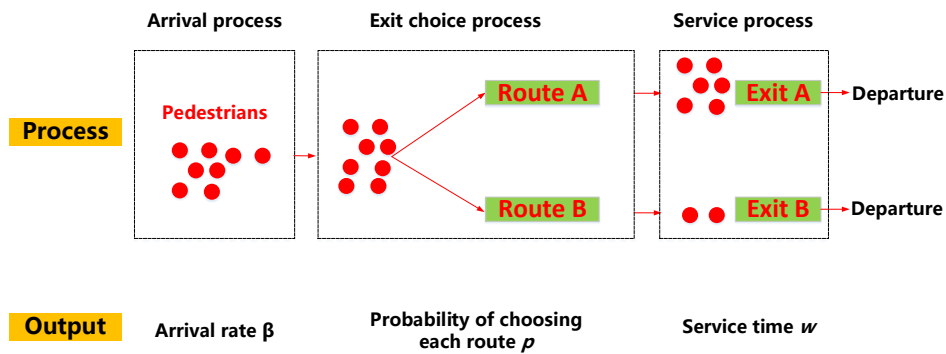 Arrival process
Exit choice process
Service process
Process
Pedestrians
Route A
Route B
Exit A
Exit B
Departure
Departure
Output
Arrival rate β
Probability of choosing
each route p
Service time w